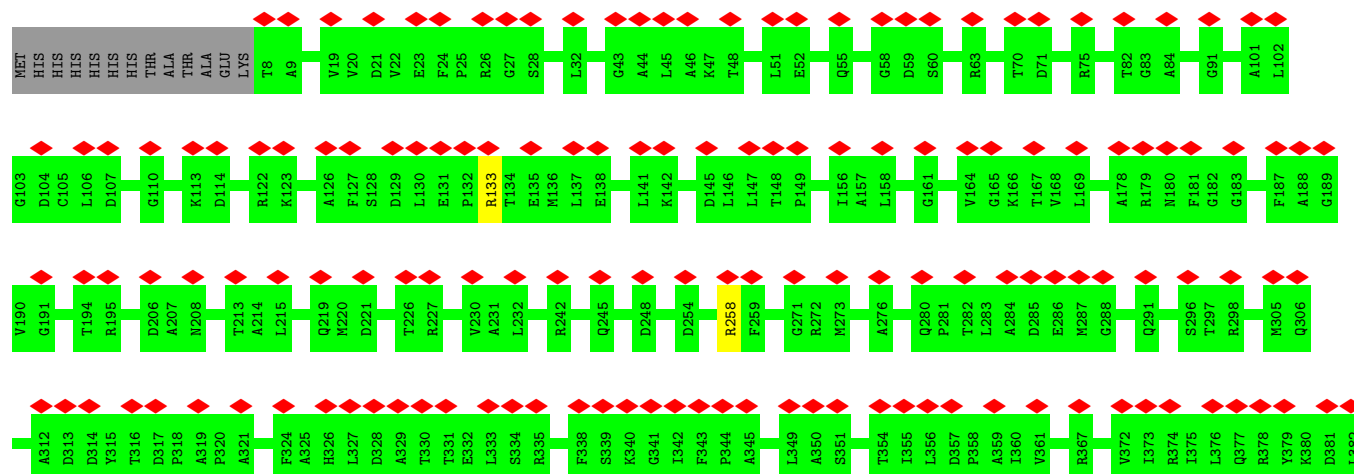 MET HIS HIS HIS HIS HIS HIS THR ALA THR ALA GLU LYS T8 A9 V19 V20 D21 V22 E23 F24 P25 R26 G27 S28 L32 G43 A44 L45 A46 K47 T48 L51 E52 Q55 G58 D59 S60 R63 T70 D71 R75 T82 G83 A84 G91 A101 L102
G103 D104 C105 L106 D107 G110 K113 D114 R122 K123 A126 F127 S128 D129 L130 E131 P132 R133 T134 E135 M136 L137 E138 L141 K142 D145 L146 L147 T148 P149 I156 A157 L158 G161 V164 G165 K166 T167 V168 L169 A178 R179 N180 F181 G182 G183 F187 A188 G189
V190 G191 T194 R195 D206 A207 N208 T213 A214 L215 Q219 M220 D221 T226 R227 V230 A231 L232 R242 Q245 D248 D254 R258 F259 G271 R272 M273 A276 Q280 P281 T282 L283 A284 D285 E286 M287 G288 Q291 S296 T297 R298 M305 Q306
A312 D313 D314 Y315 T316 D317 P318 A319 P320 A321 F324 A325 H326 L327 D328 A329 T330 T331 E332 L333 S334 R335 F338 S339 K340 G341 I342 F343 P344 A345 L349 A350 S351 T354 I355 L356 D357 P358 A359 I360 V361 R367 V372 I373 R374 I375 L376 Q377 R378 Y379 K380 D381 L382